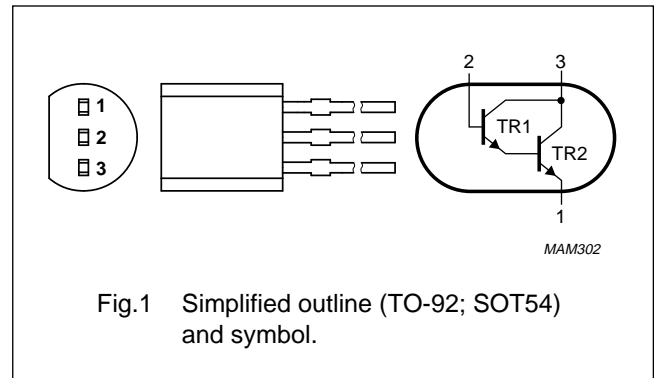 1
2
3
2 3
TR1
TR2
1
MAM302
Fig.1 Simplified outline (TO-92; SOT54)
and symbol.